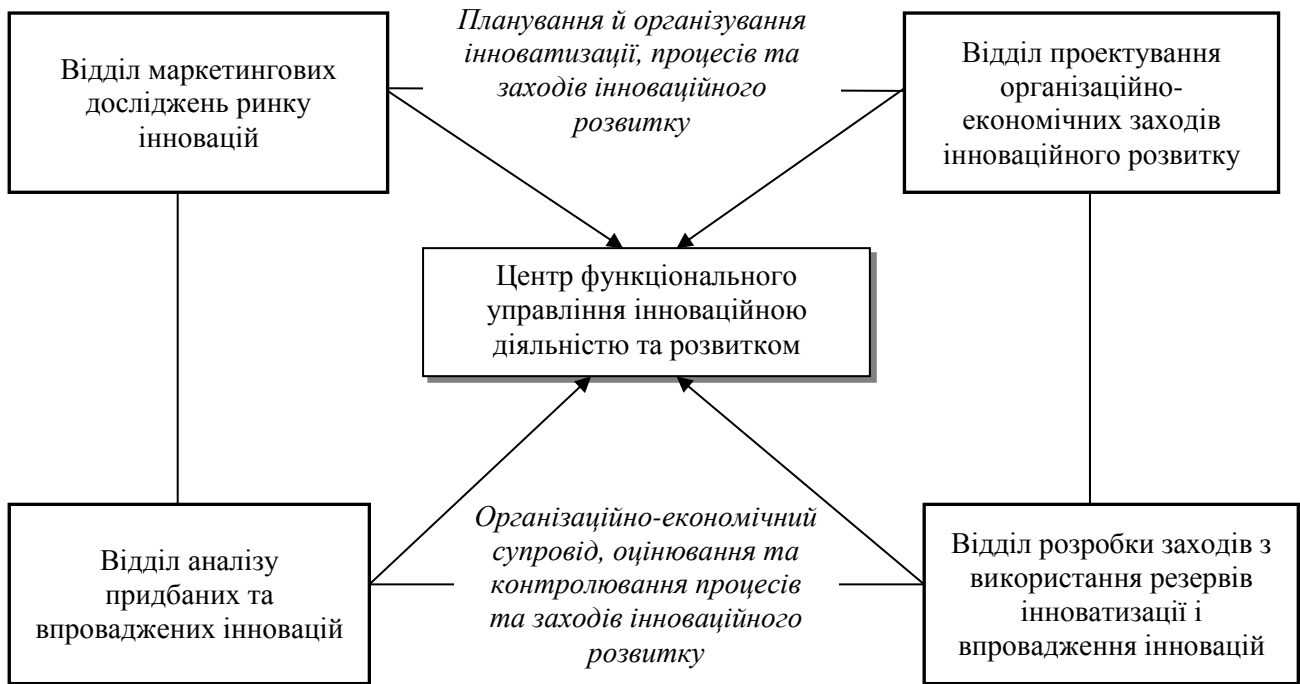 Відділ маркетингових
досліджень ринку
інновацій
Планування й організування
інноватизації, процесів та
заходів інноваційного
розвитку
Відділ проектування
організаційно-
економічних заходів
інноваційного розвитку
Центр функціонального
управління інноваційною
діяльністю та розвитком
Відділ аналізу
придбаних та
впроваджених інновацій
Організаційно-економічний
супровід, оцінювання та
контролювання процесів
та заходів інноваційного
розвитку
Відділ розробки заходів з
використання резервів
інноватизації і
впровадження інновацій